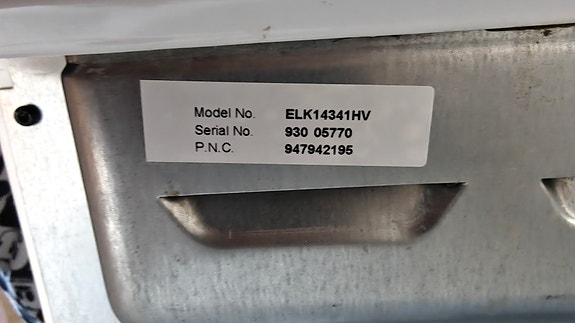 Model No. ELK14341HV
Serial No. 930 05770
P.N.C. 947942195